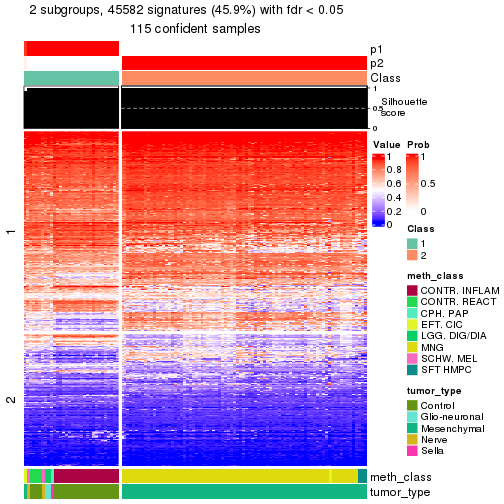 2 subgroups, 45582 signatures (45.9%) with fdr < 0.05
115 confident samples
p1
p2
Class
1
0.5
0
Silhouette
score
Value
1
0.8
0.6
0.4
0.2
0
Prob
1
0.5
0
Class
1
2
meth_class
CONTR. INFLAM
CONTR. REACT
CPH. PAP
EFT. CIC
LGG. DIG/DIA
MNG
SCHW. MEL
SFT HMPC
tumor_type
Control
Glio-neuronal
Mesenchymal
Nerve
Sella
1
2
meth_class
tumor_type